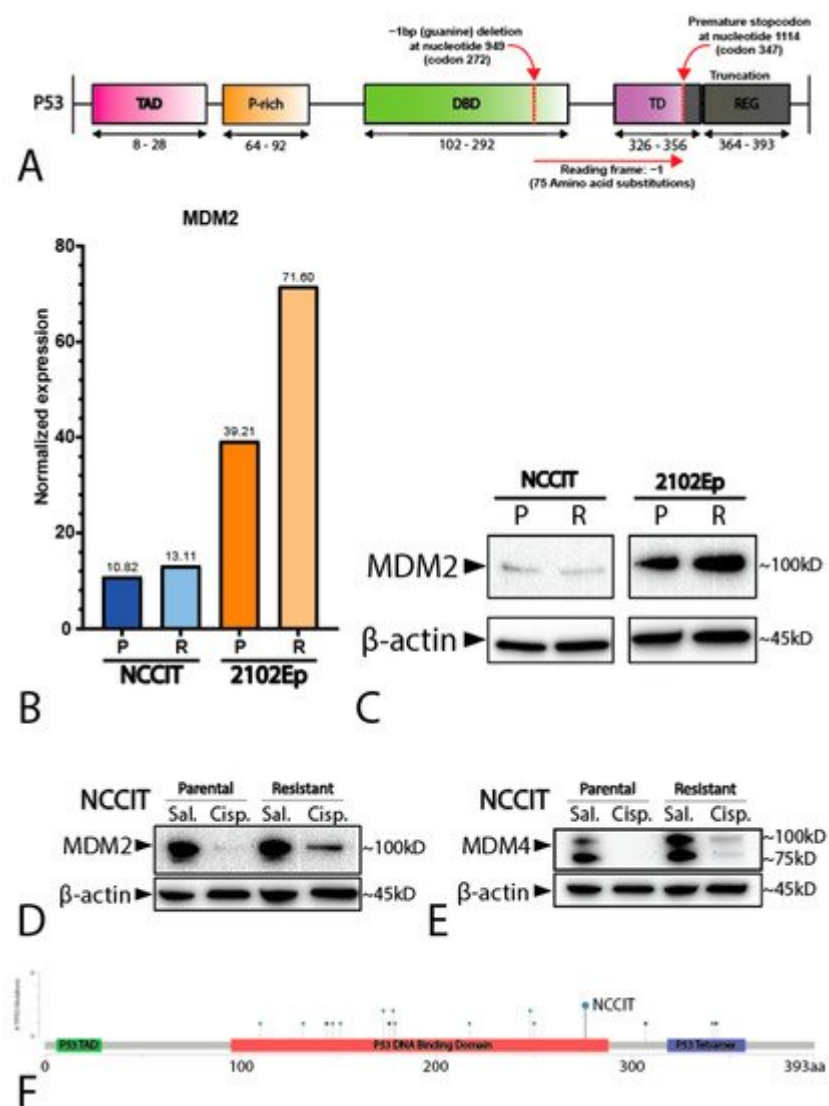 −1bp (guanine) deletion
at nucleotide 949
(codon 272)
Premature stopcodon
at nucleotide 1114
(codon 347)
Truncation
P53
TAD
P-rich
DBD
TD
REG
8 - 28
64 - 92
102 - 292
326 - 356
364 - 393
Reading frame: −1
(75 Amino acid substitutions)
A
MDM2
Normalized expression
80
60
40
20
0
10.82
13.11
39.21
71.60
P
R
P
R
NCCIT
2102Ep
B
NCCIT
2102Ep
P
R
P
R
MDM2
~100kD
β-actin
~45kD
C
NCCIT
Parental
Resistant
Sal.
Cisp.
Sal.
Cisp.
MDM2
~100kD
β-actin
~45kD
D
NCCIT
Parental
Resistant
Sal.
Cisp.
Sal.
Cisp.
MDM4
~100kD
~75kD
β-actin
~45kD
E
# TP53 Mutations
NCCIT
P53 TAD
P53 DNA Binding Domain
P53 Tetramer
0
100
200
300
393aa
F